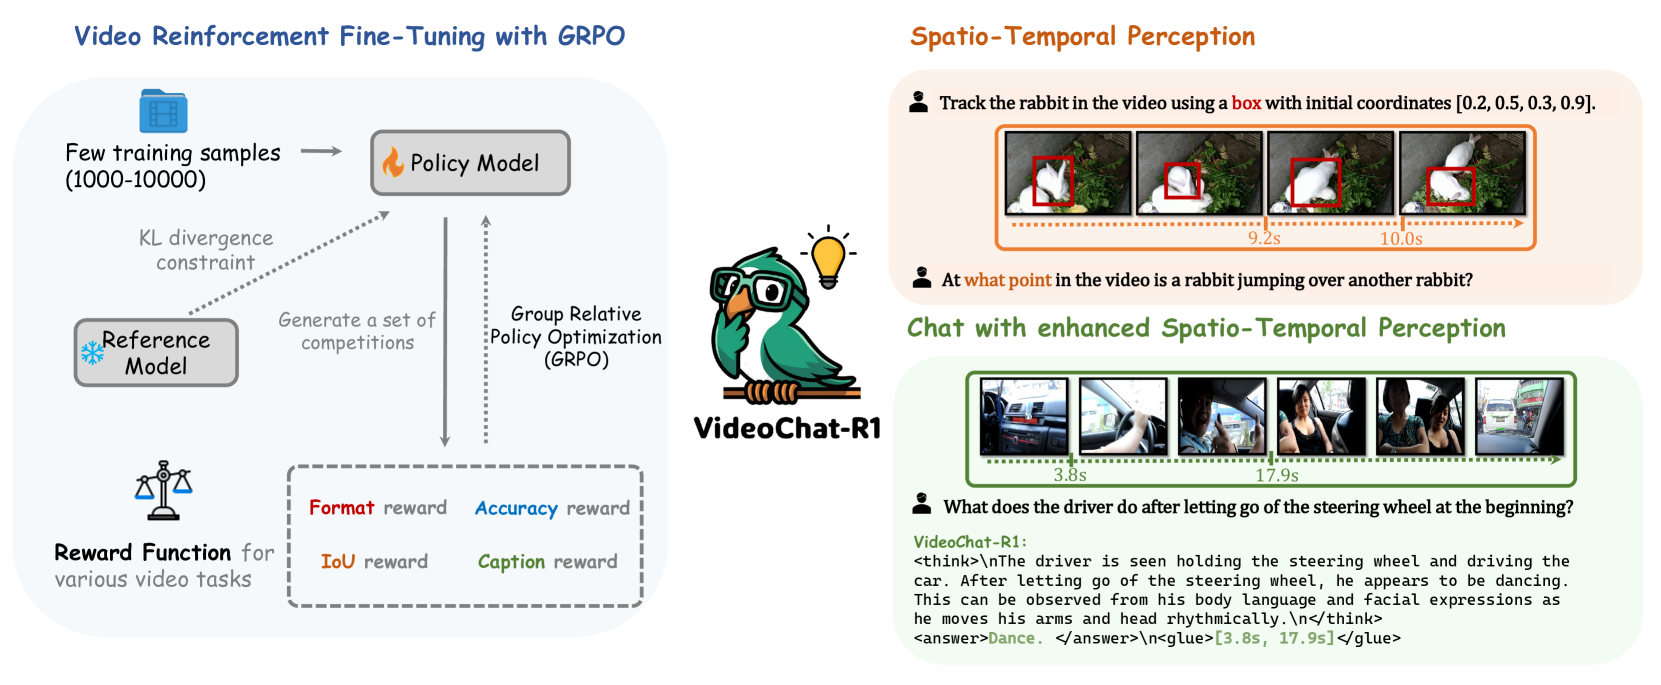 Video Reinforcement Fine-Tuning with GRPO
Few training samples
(1000-10000)
Policy Model
KL divergence
constraint
Reference
Model
Generate a set of
competitions
Group Relative
Policy Optimization
(GRPO)
Reward Function for
various video tasks
Format reward
Accuracy reward
IoU reward
Caption reward
VideoChat-R1
Spatio-Temporal Perception
Track the rabbit in the video using a box with initial coordinates [0.2, 0.5, 0.3, 0.9].
9.2s
10.0s
At what point in the video is a rabbit jumping over another rabbit?
Chat with enhanced Spatio-Temporal Perception
3.8s
17.9s
What does the driver do after letting go of the steering wheel at the beginning?
VideoChat-R1:
<think>\nThe driver is seen holding the steering wheel and driving the
car. After letting go of the steering wheel, he appears to be dancing.
This can be observed from his body language and facial expressions as
he moves his arms and head rhythmically.\n</think>
<answer>Dance. </answer>\n<glue>[3.8s, 17.9s]</glue>